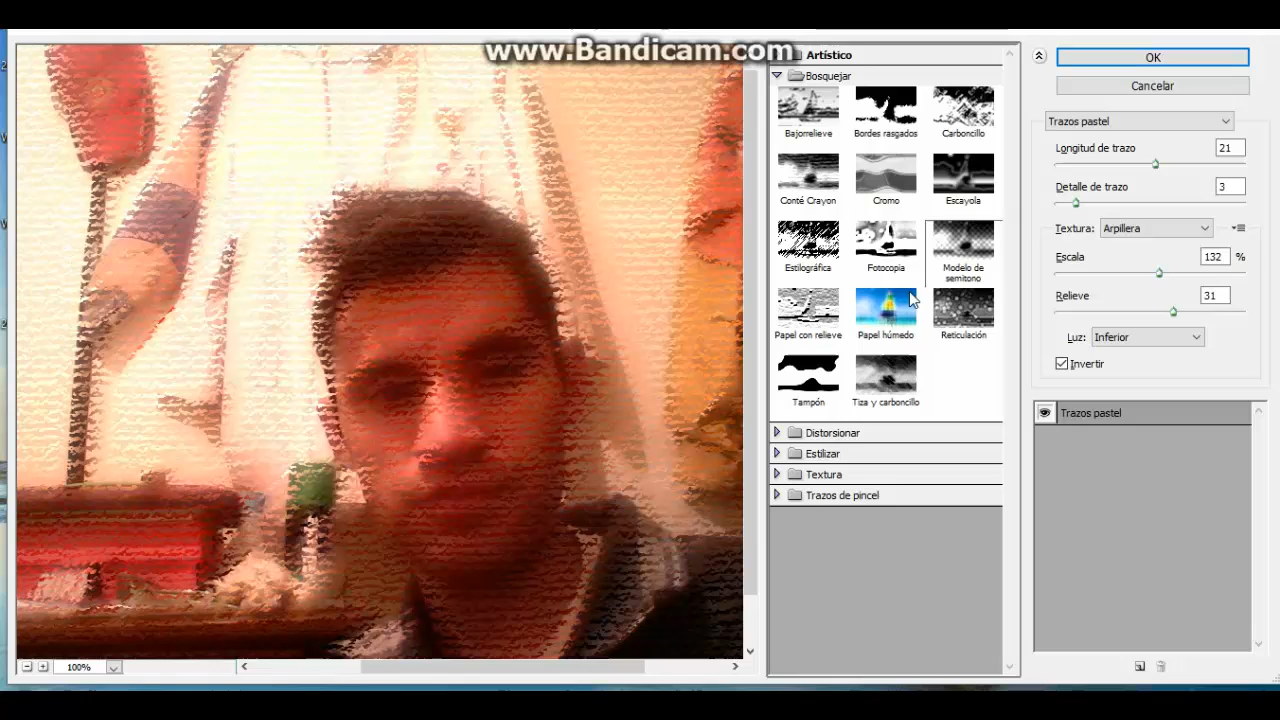 www.Bandicam.com
Artístico
Bosquejar
Bajorrelieve
Bordes rasgados
Carboncillo
Conté Crayon
Cromo
Escayola
Estilográfica
Fotocopia
Modelo de
semitono
Papel con relieve
Papel húmedo
Reticulación
Tampón
Tiza y carboncillo
Distorsionar
Estilizar
Textura
Trazos de pincel
OK
Cancelar
Trazos pastel
Longitud de trazo 21
Detalle de trazo 3
Textura: Arpillera
Escala 132 %
Relieve 31
Luz: Inferior
Invertir
Trazos pastel
100%